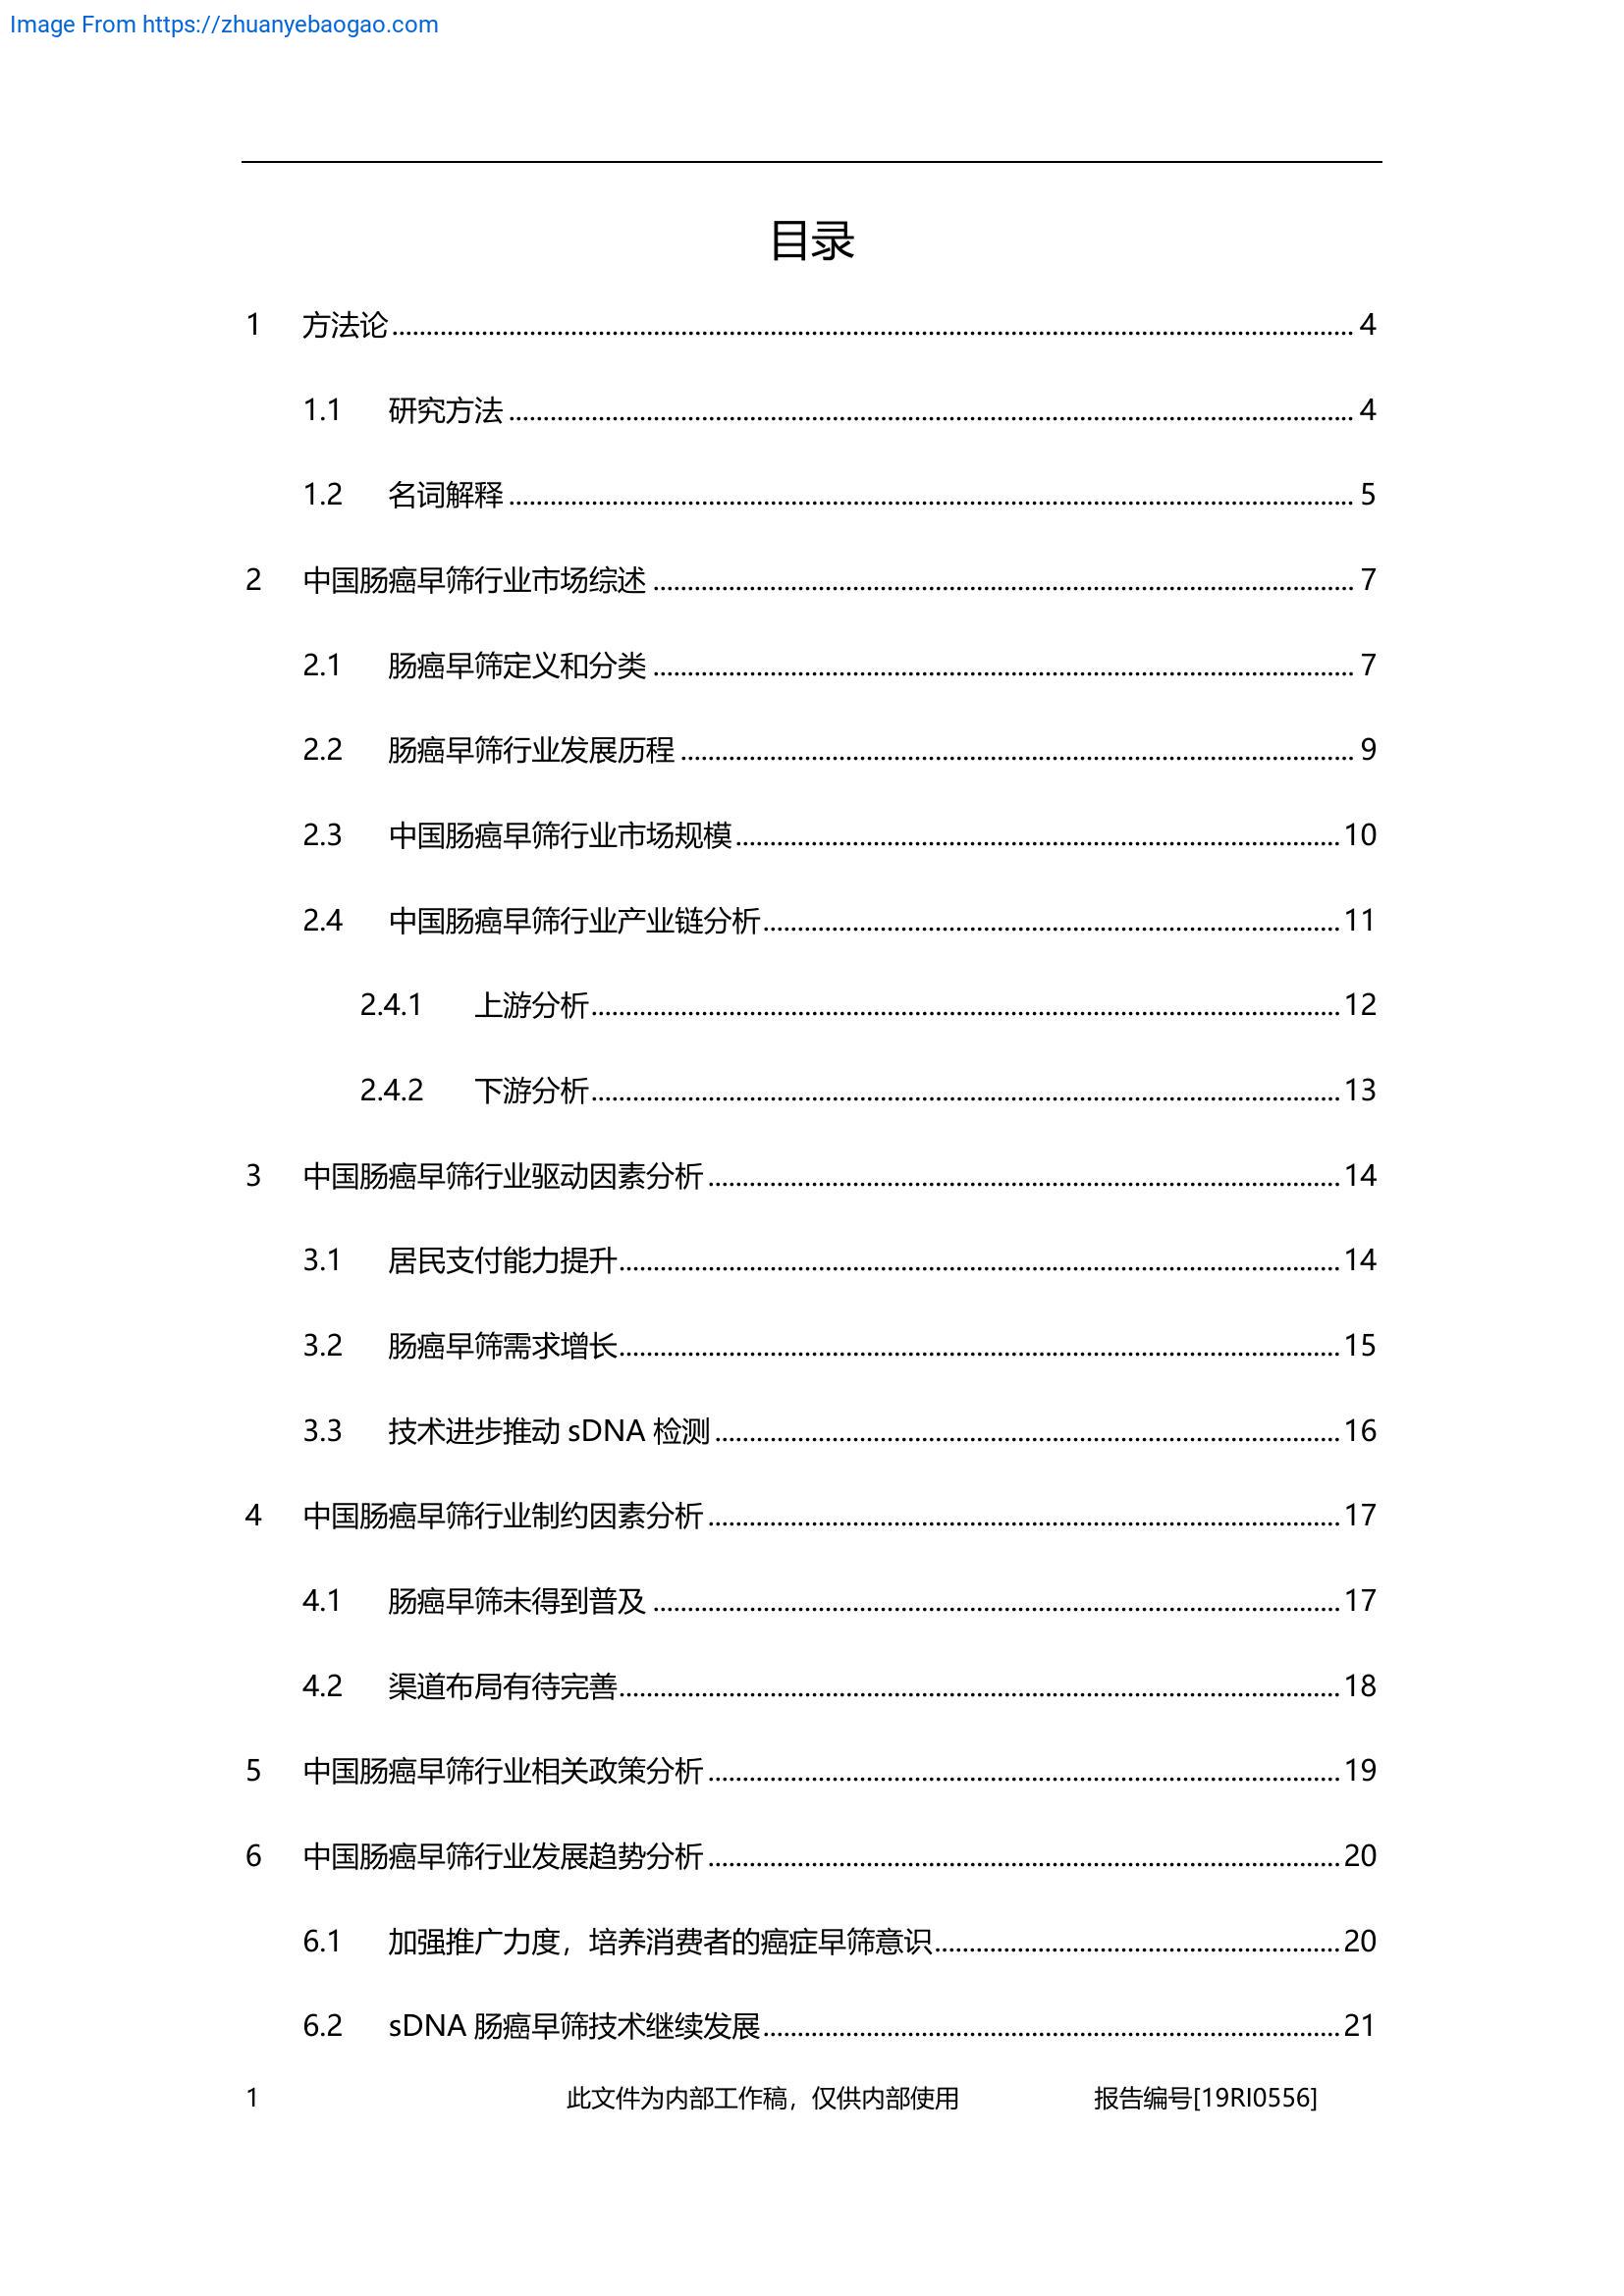 Image From https://zhuanyebaogao.com
目录
1 方法论 4
1.1 研究方法 4
1.2 名词解释 5
2 中国肠癌早筛行业市场综述 7
2.1 肠癌早筛定义和分类 7
2.2 肠癌早筛行业发展历程 9
2.3 中国肠癌早筛行业市场规模 10
2.4 中国肠癌早筛行业产业链分析 11
2.4.1 上游分析 12
2.4.2 下游分析 13
3 中国肠癌早筛行业驱动因素分析 14
3.1 居民支付能力提升 14
3.2 肠癌早筛需求增长 15
3.3 技术进步推动 sDNA 检测 16
4 中国肠癌早筛行业制约因素分析 17
4.1 肠癌早筛未得到普及 17
4.2 渠道布局有待完善 18
5 中国肠癌早筛行业相关政策分析 19
6 中国肠癌早筛行业发展趋势分析 20
6.1 加强推广力度，培养消费者的癌症早筛意识 20
6.2 sDNA 肠癌早筛技术继续发展 21
1 此文件为内部工作稿，仅供内部使用 报告编号[19RI0556]